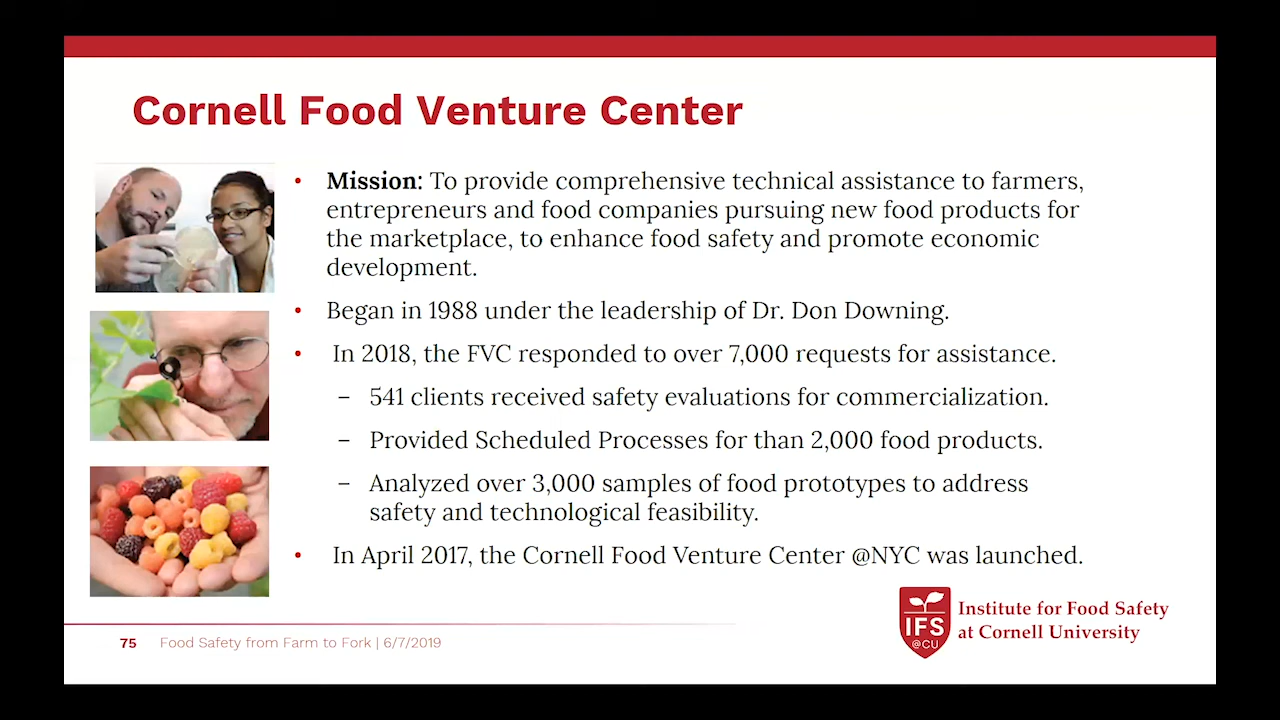 Cornell Food Venture Center
• Mission: To provide comprehensive technical assistance to farmers,
entrepreneurs and food companies pursuing new food products for
the marketplace, to enhance food safety and promote economic
development.
• Began in 1988 under the leadership of Dr. Don Downing.
• In 2018, the FVC responded to over 7,000 requests for assistance.
– 541 clients received safety evaluations for commercialization.
– Provided Scheduled Processes for than 2,000 food products.
– Analyzed over 3,000 samples of food prototypes to address
safety and technological feasibility.
• In April 2017, the Cornell Food Venture Center @NYC was launched.
IFS
@CU
Institute for Food Safety
at Cornell University
75 Food Safety from Farm to Fork | 6/7/2019